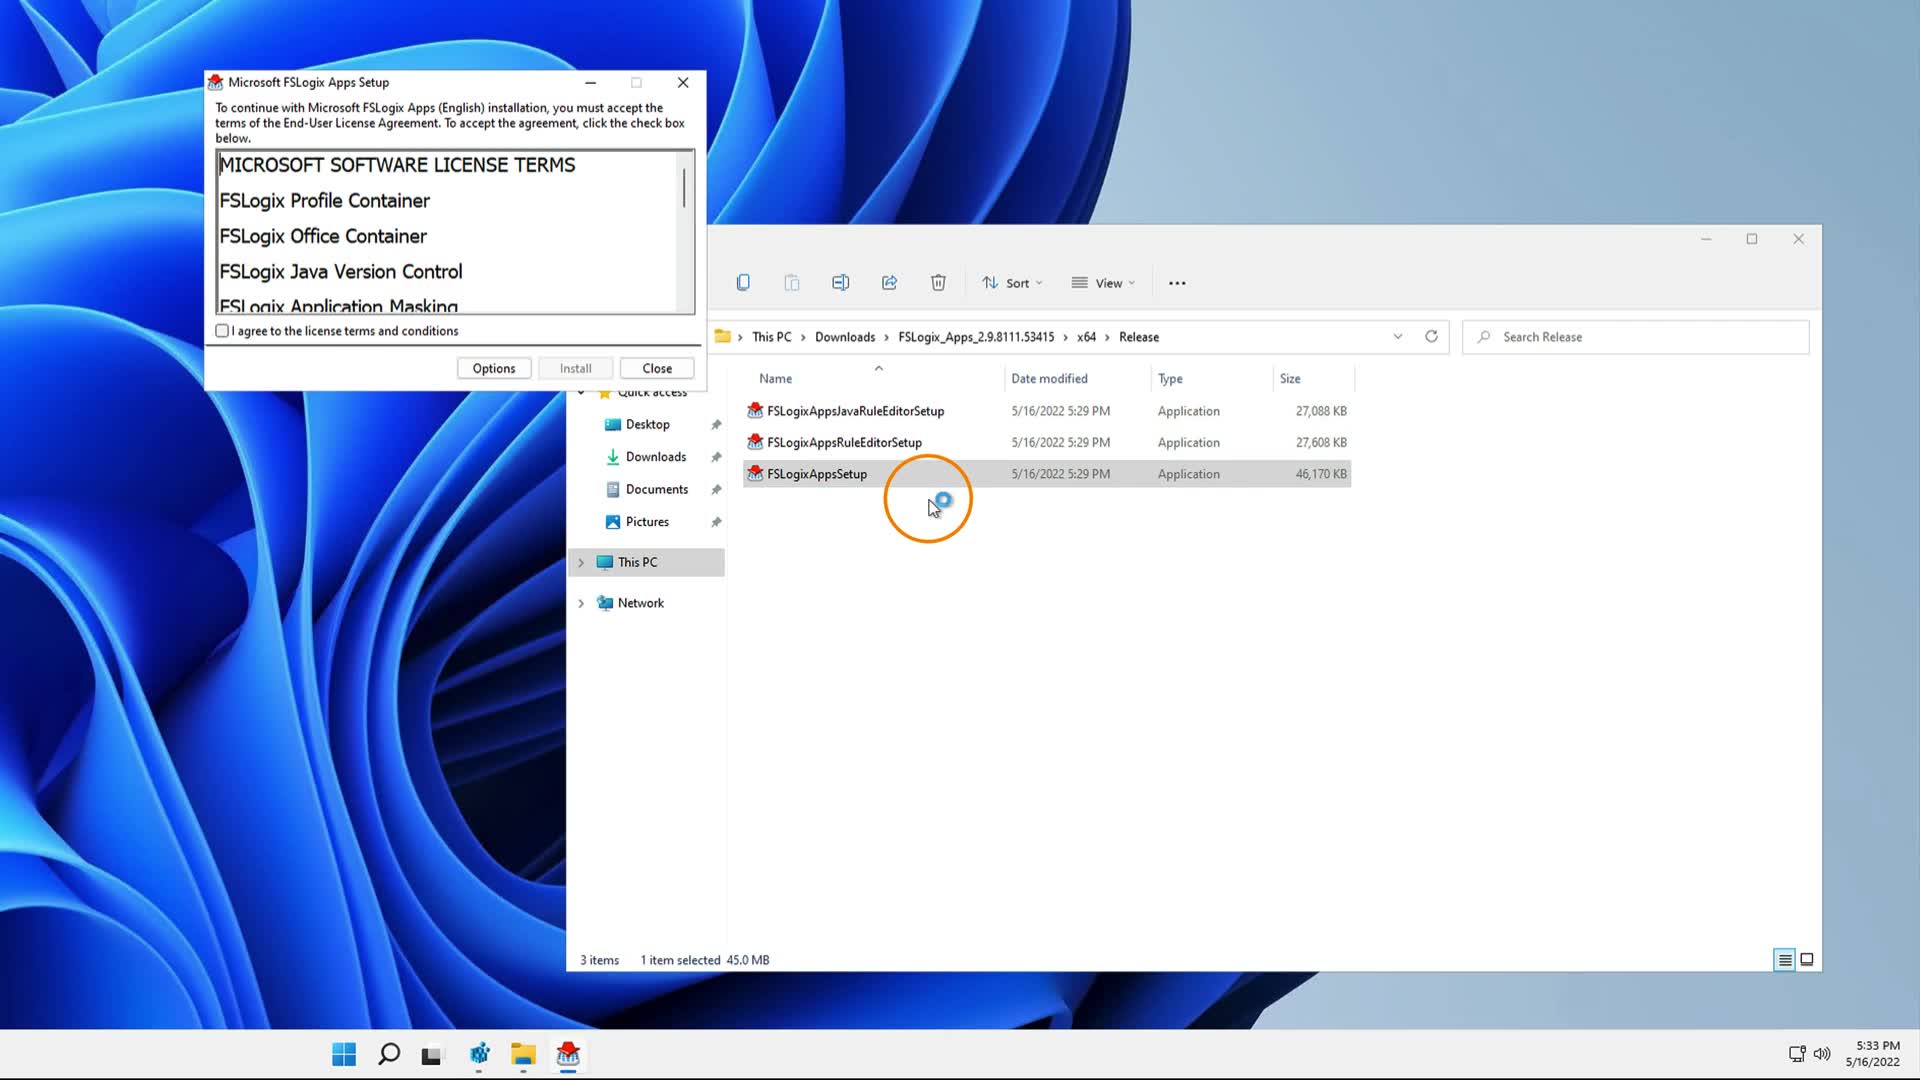 Microsoft FSLogix Apps Setup
To continue with Microsoft FSLogix Apps (English) installation, you must accept the
terms of the End-User License Agreement. To accept the agreement, click the check box
below.
MICROSOFT SOFTWARE LICENSE TERMS
FSLogix Profile Container
FSLogix Office Container
FSLogix Java Version Control
FSLogix Application Masking
I agree to the license terms and conditions
Options Install Close
Sort View
This PC > Downloads > FSLogix_Apps_2.9.8111.53415 > x64 > Release
Search Release
Name Date modified Type Size
FSLogixAppsJavaRuleEditorSetup 5/16/2022 5:29 PM Application 27,088 KB
FSLogixAppsRuleEditorSetup 5/16/2022 5:29 PM Application 27,608 KB
FSLogixAppsSetup 5/16/2022 5:29 PM Application 46,170 KB
Quick access
Desktop
Downloads
Documents
Pictures
This PC
Network
3 items 1 item selected 45.0 MB
5:33 PM
5/16/2022